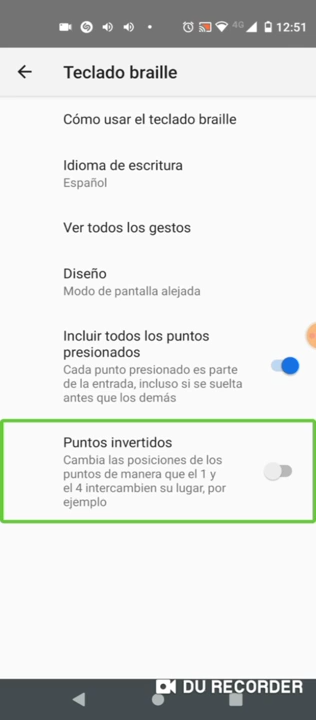 4G 12:51
Teclado braille
Cómo usar el teclado braille
Idioma de escritura
Español
Ver todos los gestos
Diseño
Modo de pantalla alejada
Incluir todos los puntos
presionados
Cada punto presionado es parte
de la entrada, incluso si se suelta
antes que los demás
Puntos invertidos
Cambia las posiciones de los
puntos de manera que el 1 y
el 4 intercambien su lugar, por
ejemplo
DU RECORDER